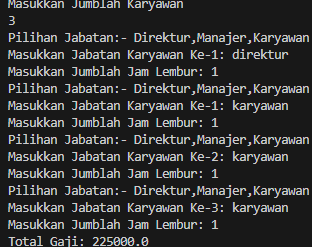 Masukkan Jumlah Karyawan
3
Pilihan Jabatan:- Direktur,Manajer,Karyawan
Masukkan Jabatan Karyawan Ke-1: direktur
Masukkan Jumlah Jam Lembur: 1
Pilihan Jabatan:- Direktur,Manajer,Karyawan
Masukkan Jabatan Karyawan Ke-1: karyawan
Masukkan Jumlah Jam Lembur: 1
Pilihan Jabatan:- Direktur,Manajer,Karyawan
Masukkan Jabatan Karyawan Ke-2: karyawan
Masukkan Jumlah Jam Lembur: 1
Pilihan Jabatan:- Direktur,Manajer,Karyawan
Masukkan Jabatan Karyawan Ke-3: karyawan
Masukkan Jumlah Jam Lembur: 1
Total Gaji: 225000.0